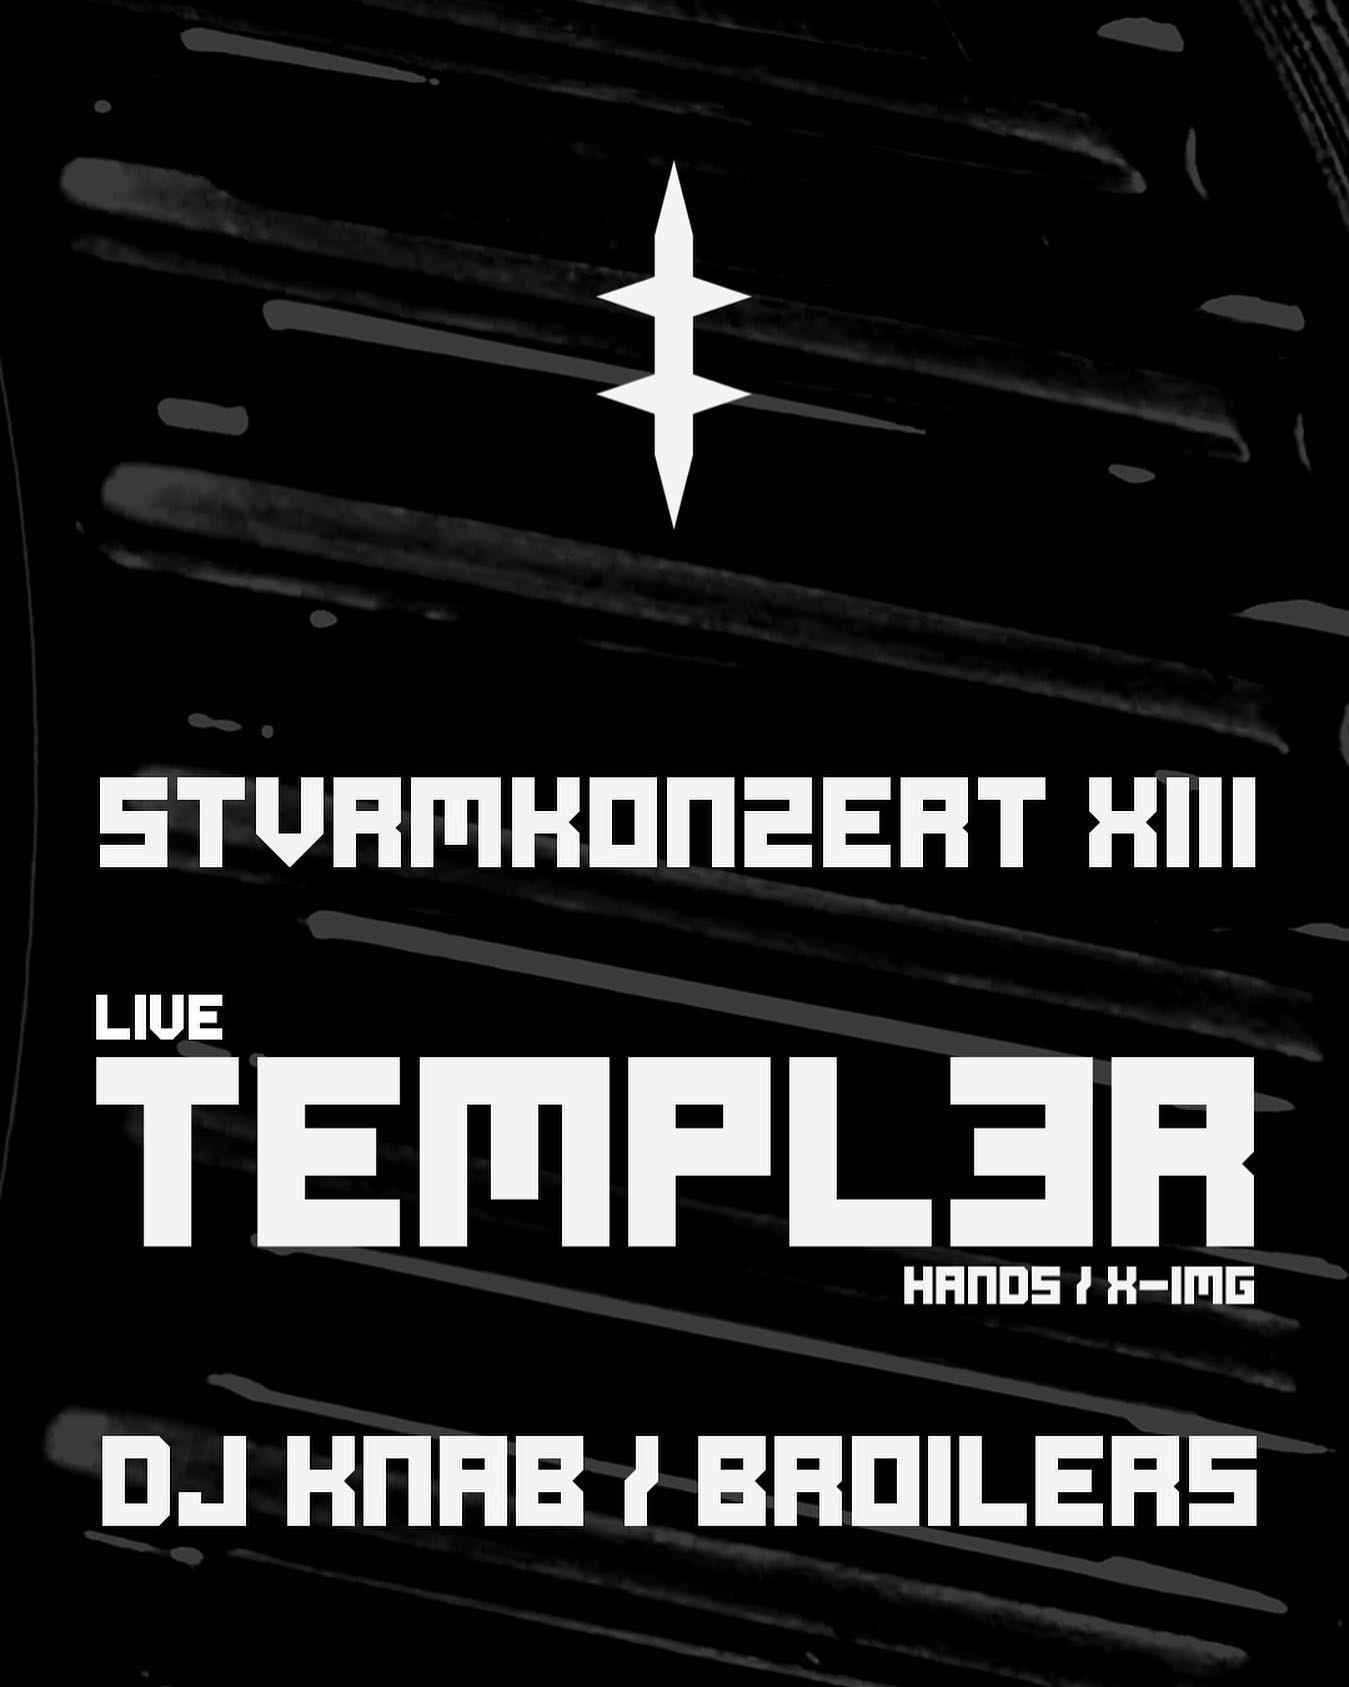 STVRMKONZERT XIII
LIVE
TEMPL3R
HANDS / X-IMG
DJ KNAB / BROILERS